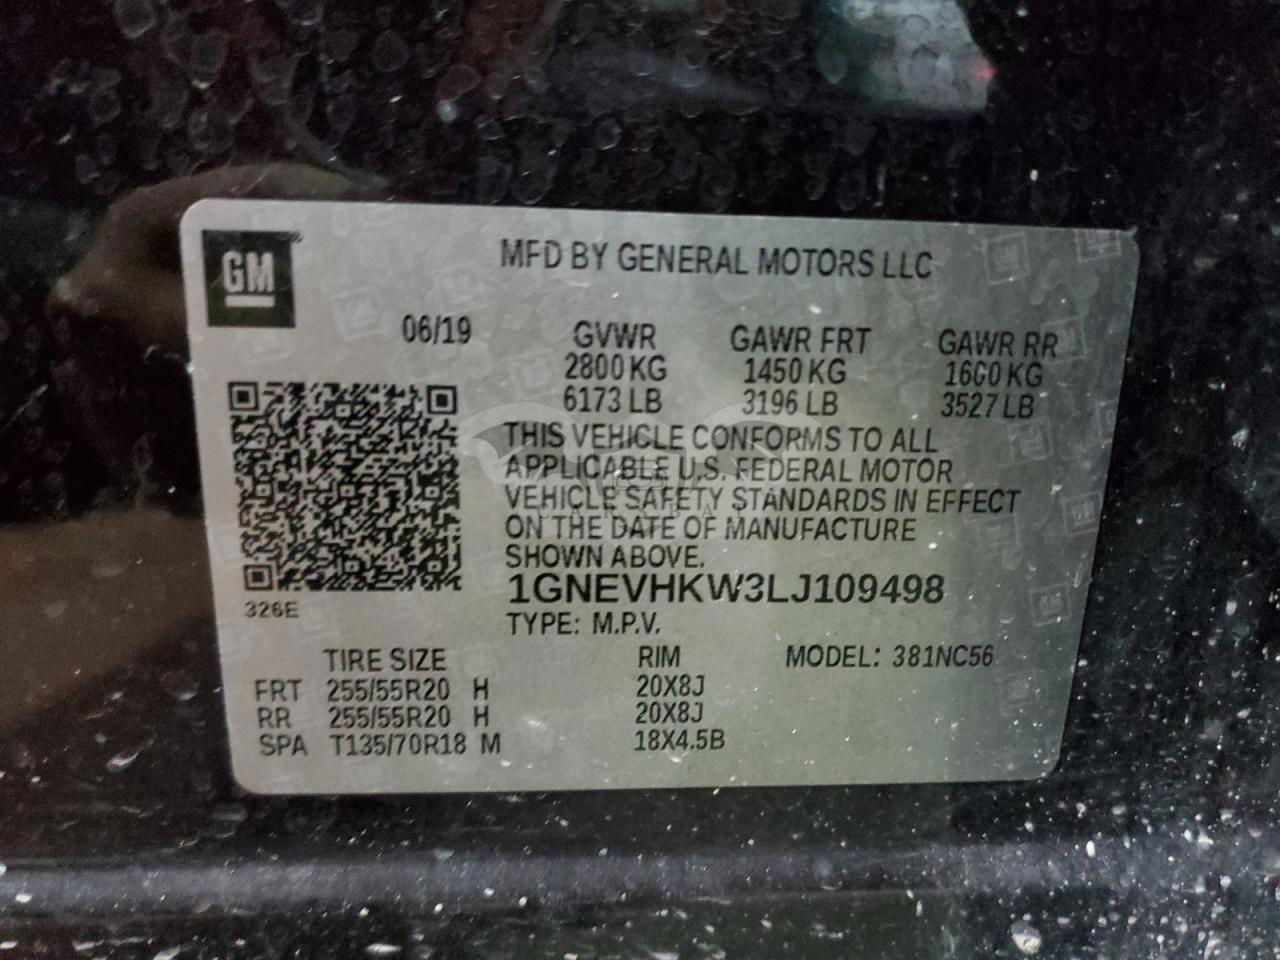 GM
MFD BY GENERAL MOTORS LLC
06/19 GVWR GAWR FRT GAWR RR
2800 KG 1450 KG 1600 KG
6173 LB 3196 LB 3527 LB
THIS VEHICLE CONFORMS TO ALL
APPLICABLE U.S. FEDERAL MOTOR
VEHICLE SAFETY STANDARDS IN EFFECT
ON THE DATE OF MANUFACTURE
SHOWN ABOVE.
1GNEVHKW3LJ109498
326E
TYPE: M.P.V.
TIRE SIZE RIM MODEL: 381NC56
FRT 255/55R20 H 20X8J
RR 255/55R20 H 20X8J
SPA T135/70R18 M 18X4.5B